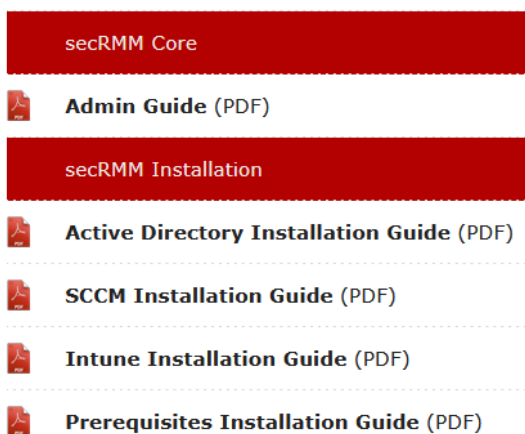 secRMM Core
Admin Guide (PDF)
secRMM Installation
Active Directory Installation Guide (PDF)
SCCM Installation Guide (PDF)
Intune Installation Guide (PDF)
Prerequisites Installation Guide (PDF)